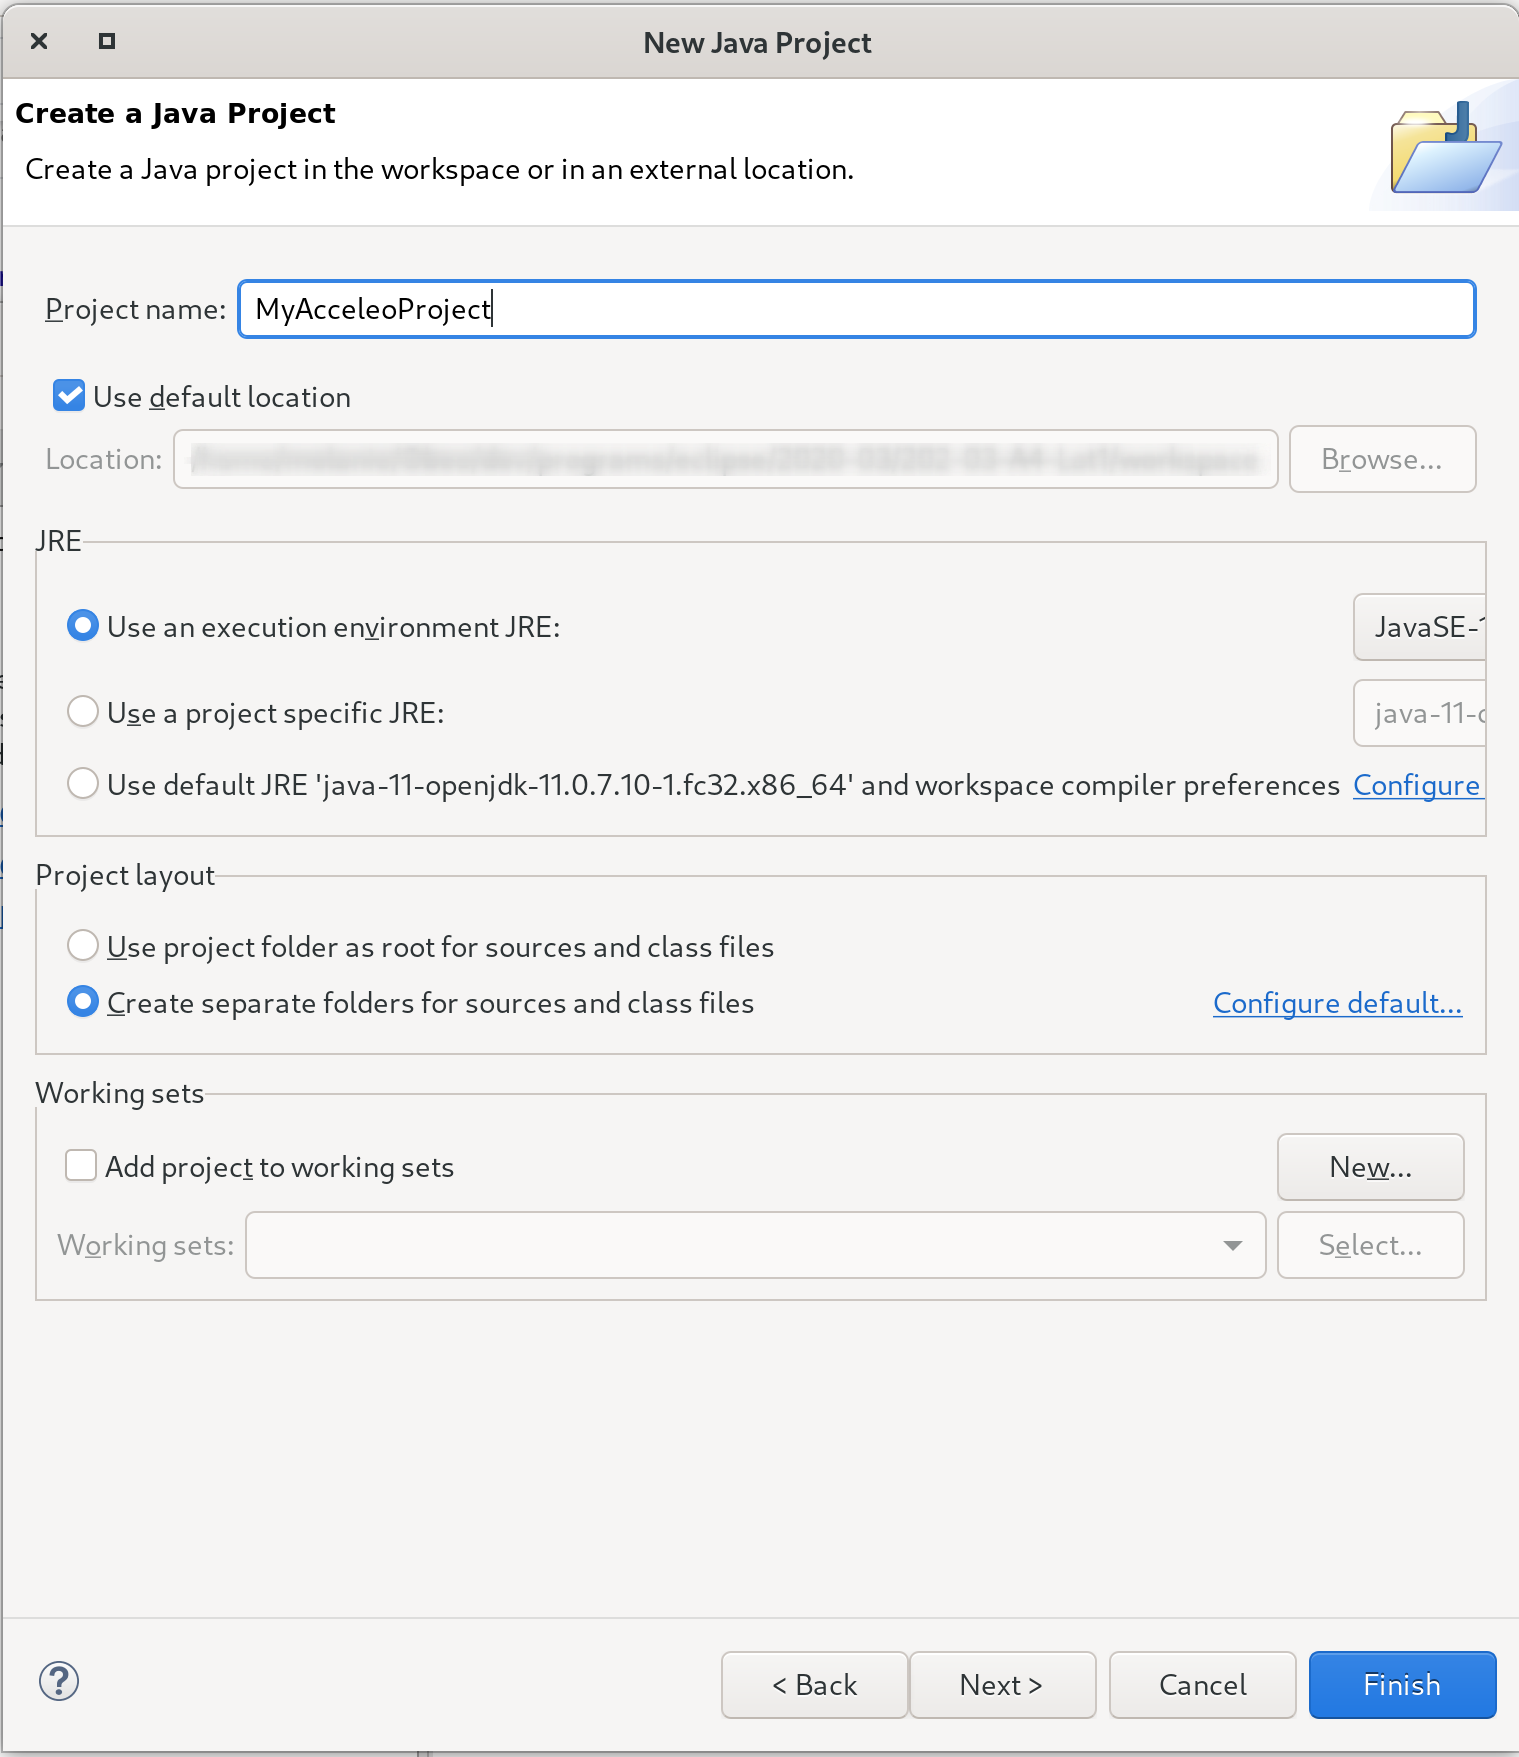 New Java Project
Create a Java Project
Create a Java project in the workspace or in an external location.
Project name: MyAcceleoProject
Use default location
Location: Browse...
JRE
Use an execution environment JRE: JavaSE-1
Use a project specific JRE: java-11-o
Use default JRE 'java-11-openjdk-11.0.7.10-1.fc32.x86_64' and workspace compiler preferences Configure
Project layout
Use project folder as root for sources and class files
Create separate folders for sources and class files Configure default...
Working sets
Add project to working sets New...
Working sets: Select...
? < Back Next > Cancel Finish